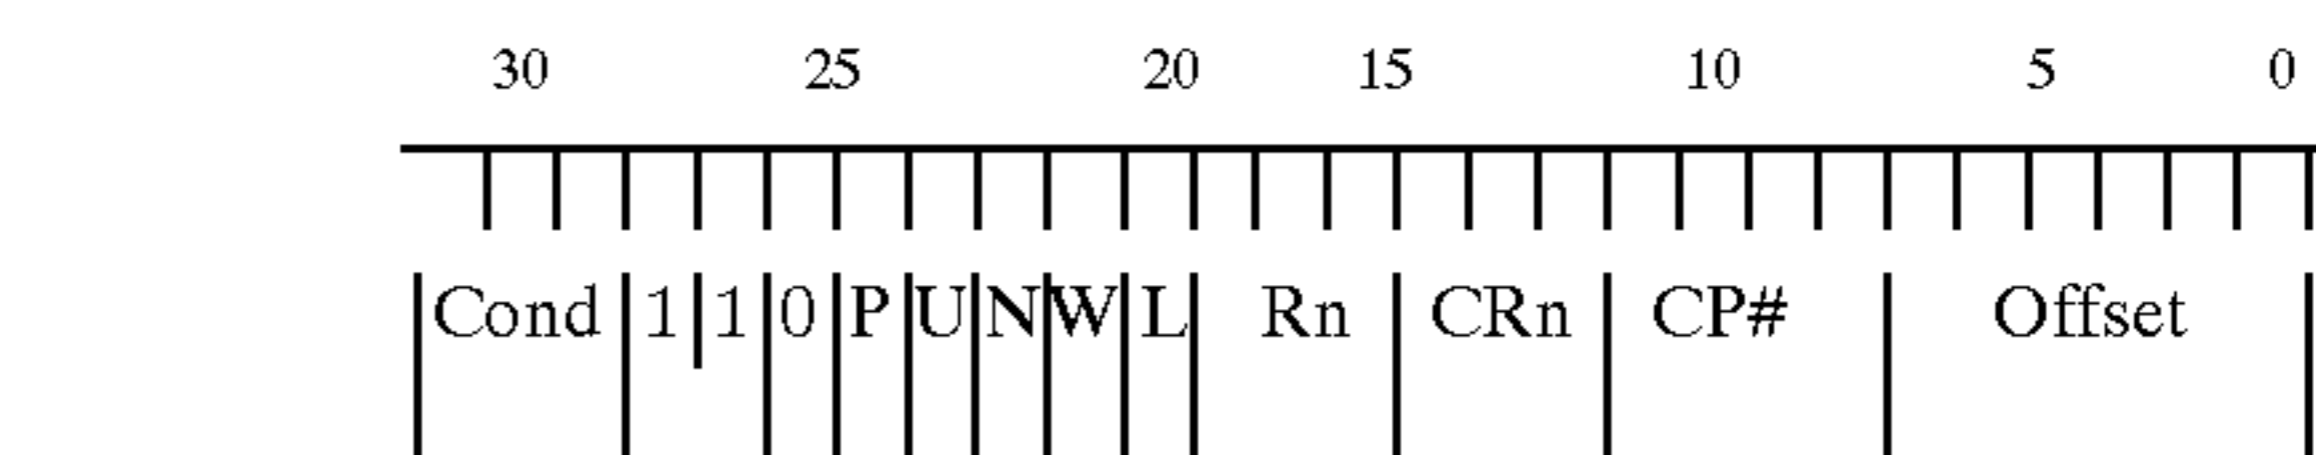 30 25 20 15 10 5 0
Cond 1 1 0 P U N W L Rn CRn CP# Offset